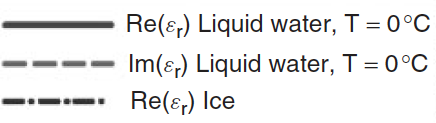 Re(εr) Liquid water, T = 0°C
Im(εr) Liquid water, T = 0°C
Re(εr) Ice